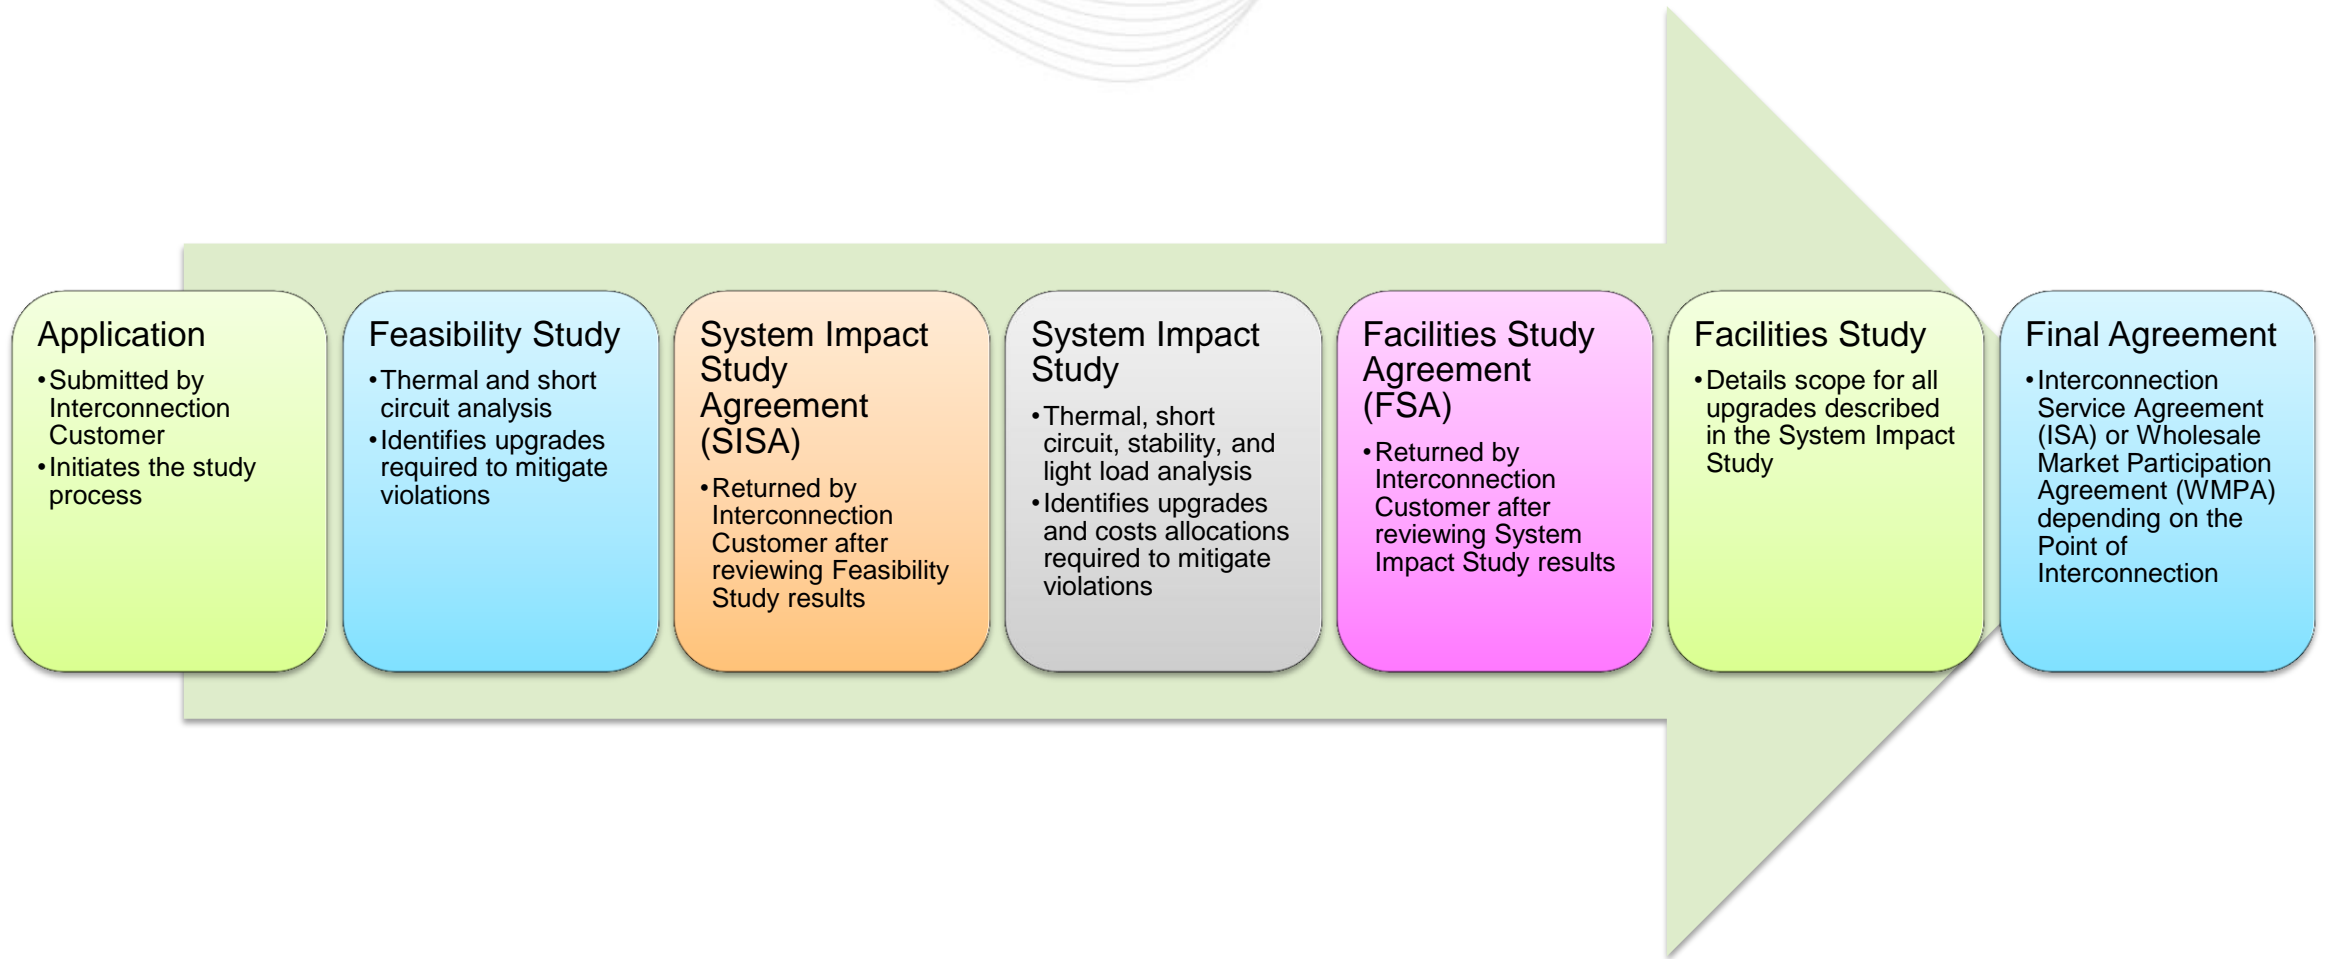 Application
•Submitted by
Interconnection
Customer
•Initiates the study
process
Feasibility Study
•Thermal and short
circuit analysis
•Identifies upgrades
required to mitigate
violations
System Impact
Study
Agreement
(SISA)
•Returned by
Interconnection
Customer after
reviewing Feasibility
Study results
System Impact
Study
•Thermal, short
circuit, stability, and
light load analysis
•Identifies upgrades
and costs allocations
required to mitigate
violations
Facilities Study
Agreement
(FSA)
•Returned by
Interconnection
Customer after
reviewing System
Impact Study results
Facilities Study
•Details scope for all
upgrades described
in the System Impact
Study
Final Agreement
•Interconnection
Service Agreement
(ISA) or Wholesale
Market Participation
Agreement (WMPA)
depending on the
Point of
Interconnection